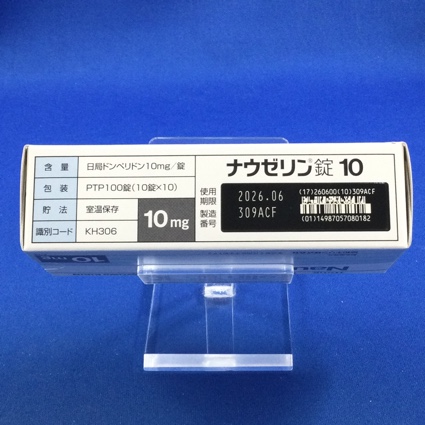 含 量 日局ドンペリドン10mg/錠
包 装 PTP100錠(10錠×10)
貯 法 室温保存
識別コード KH306
10mg
ナウゼリン®錠 10
使用期限 2026.06
製造番号 309ACF
(17)260600(10)309ACF
(01)14987057080182
10 mg